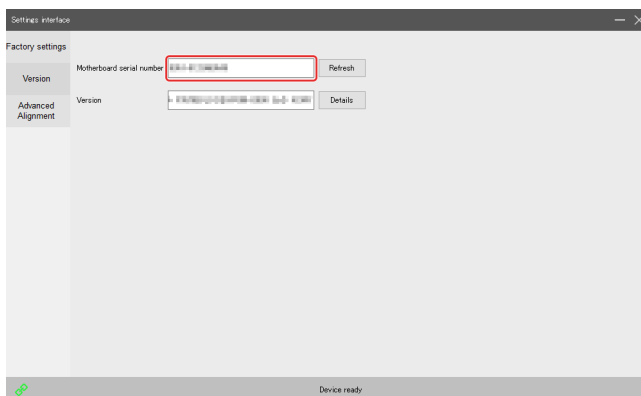 Settings interface
Factory settings
Motherboard serial number
Refresh
Version
Version
Details
Advanced
Alignment
Device ready